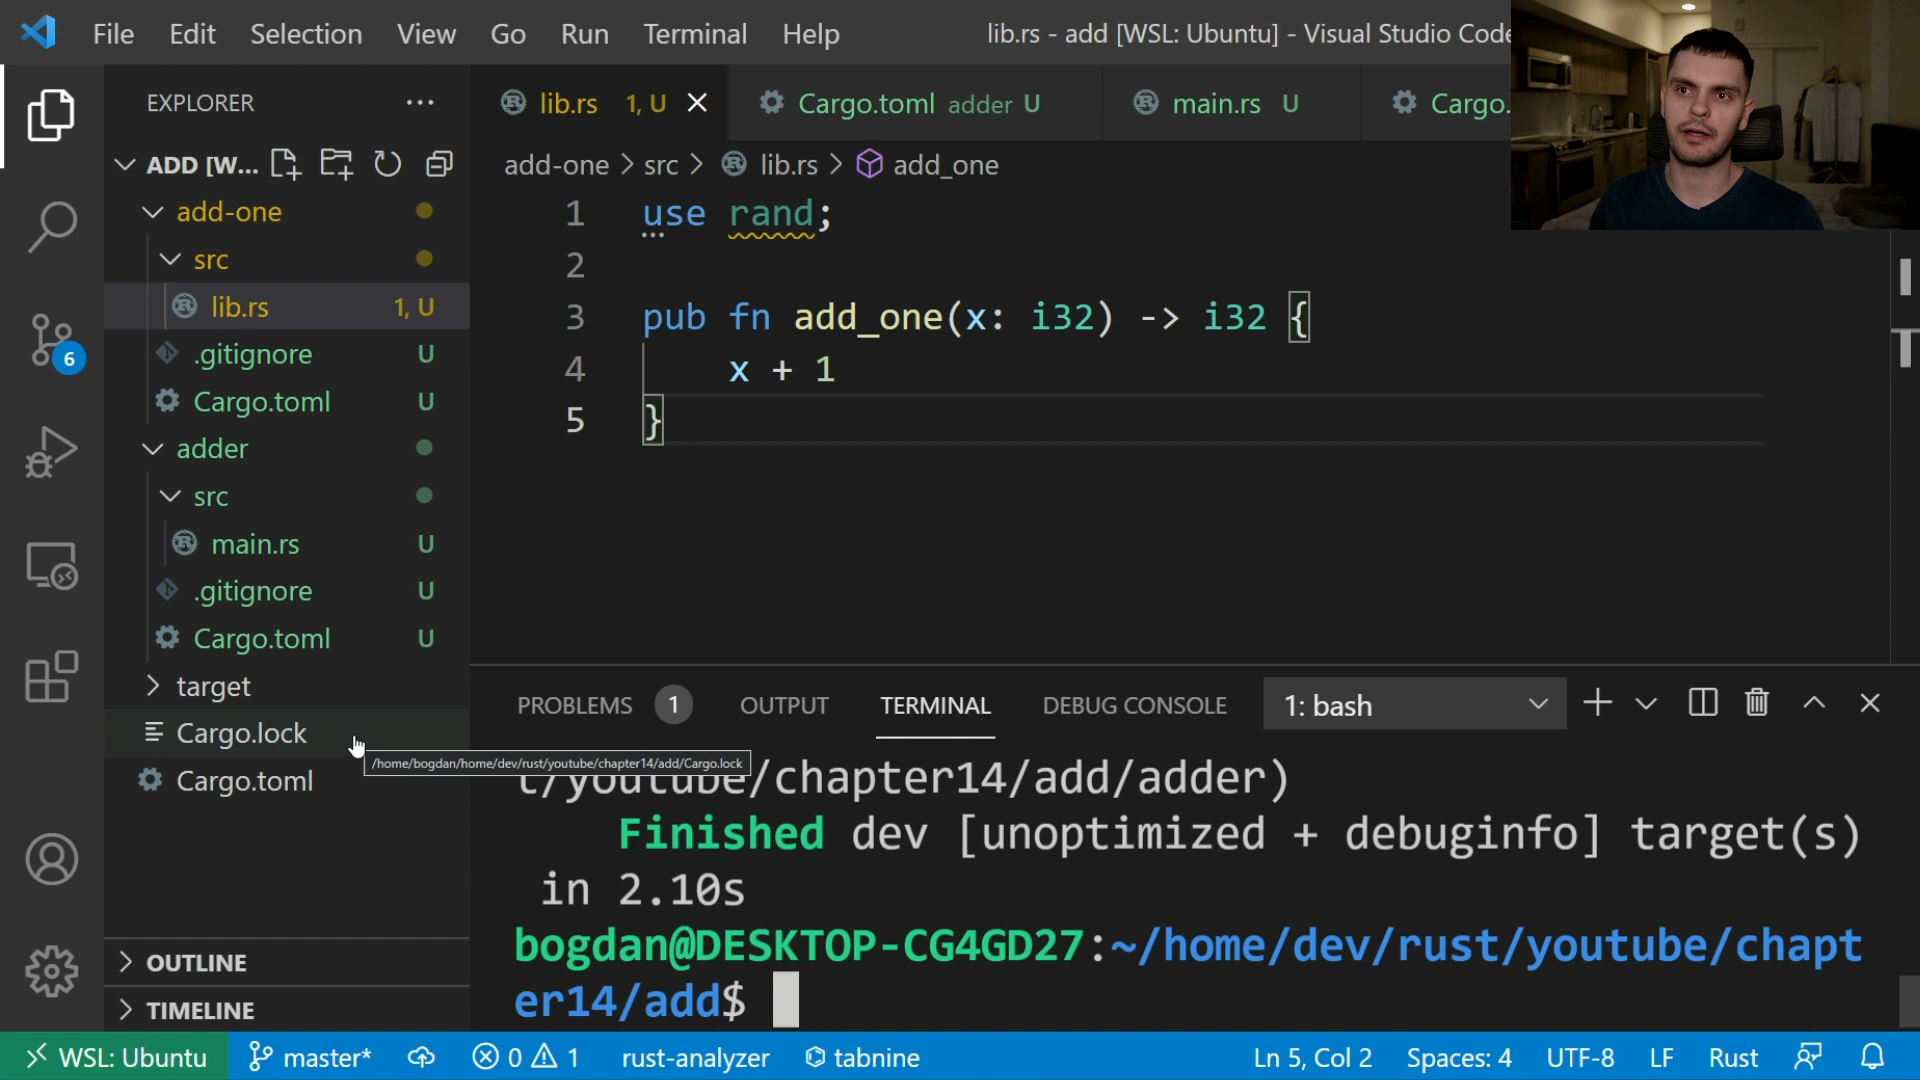 File Edit Selection View Go Run Terminal Help lib.rs - add [WSL: Ubuntu] - Visual Studio Code
EXPLORER
lib.rs 1, U Cargo.toml adder U main.rs U Cargo.
ADD [W...
add-one > src > lib.rs > add_one
add-one
src
lib.rs 1, U
.gitignore U
Cargo.toml U
adder
src
main.rs U
.gitignore U
Cargo.toml U
target
Cargo.lock
Cargo.toml
/home/bogdan/home/dev/rust/youtube/chapter14/add/Cargo.lock
OUTLINE
TIMELINE
6
1 use rand;
2
3 pub fn add_one(x: i32) -> i32 {
4 x + 1
5 }
PROBLEMS 1 OUTPUT TERMINAL DEBUG CONSOLE 1: bash
t/youtube/chapter14/add/adder)
Finished dev [unoptimized + debuginfo] target(s)
in 2.10s
bogdan@DESKTOP-CG4GD27:~/home/dev/rust/youtube/chapt
er14/add$
WSL: Ubuntu master* 0 1 rust-analyzer tabnine Ln 5, Col 2 Spaces: 4 UTF-8 LF Rust